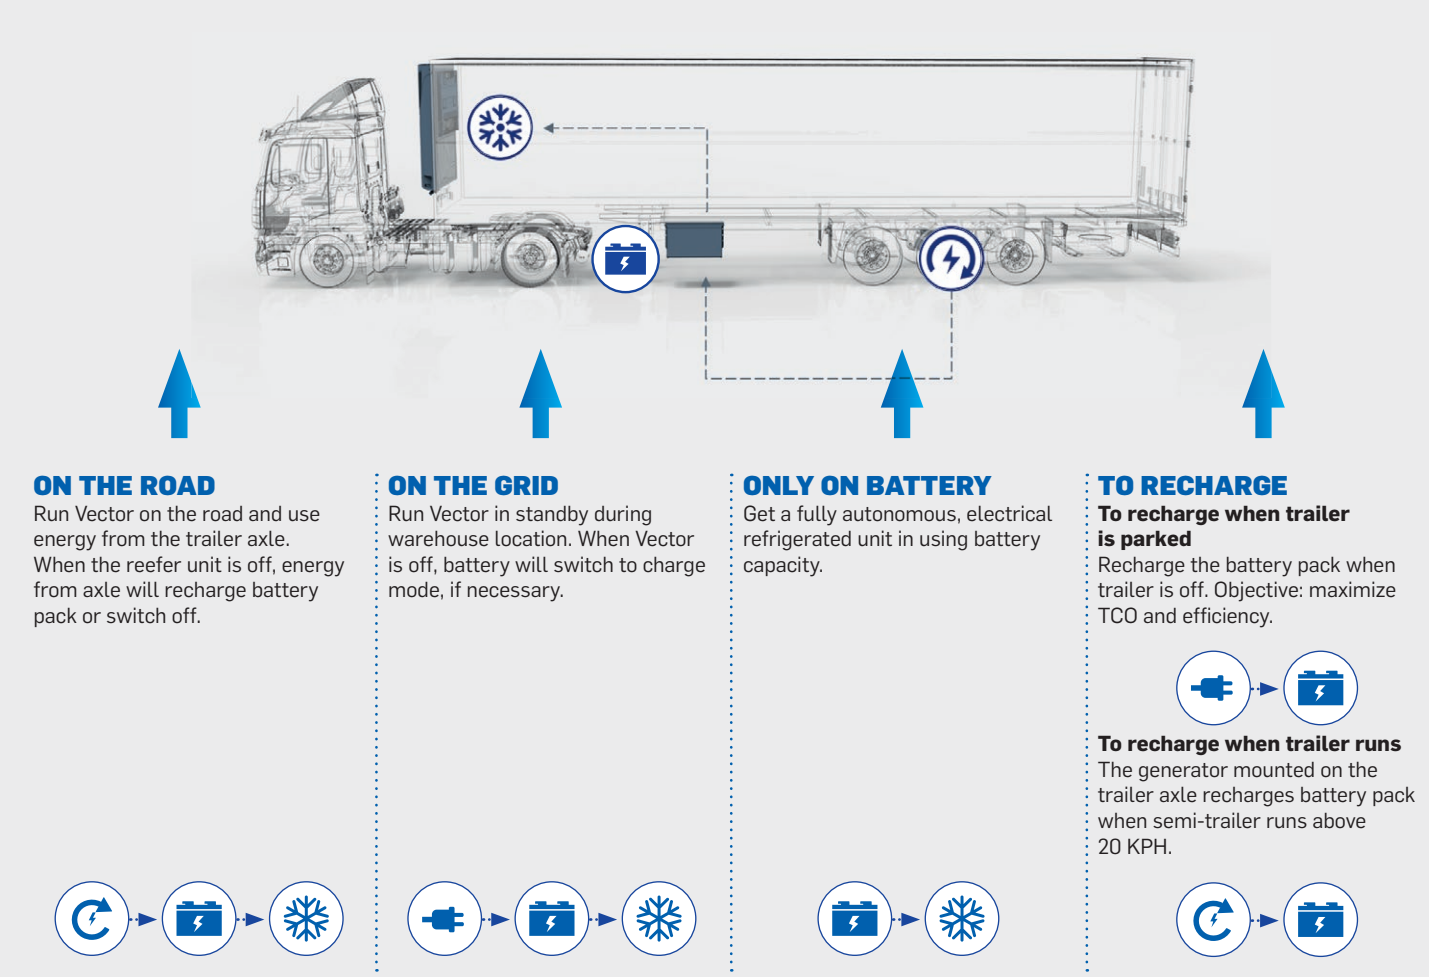 ON THE ROAD
Run Vector on the road and use
energy from the trailer axle.
When the reefer unit is off, energy
from axle will recharge battery
pack or switch off.
ON THE GRID
Run Vector in standby during
warehouse location. When Vector
is off, battery will switch to charge
mode, if necessary.
ONLY ON BATTERY
Get a fully autonomous, electrical
refrigerated unit in using battery
capacity.
TO RECHARGE
To recharge when trailer
is parked
Recharge the battery pack when
trailer is off. Objective: maximize
TCO and efficiency.
To recharge when trailer runs
The generator mounted on the
trailer axle recharges battery pack
when semi-trailer runs above
20 KPH.